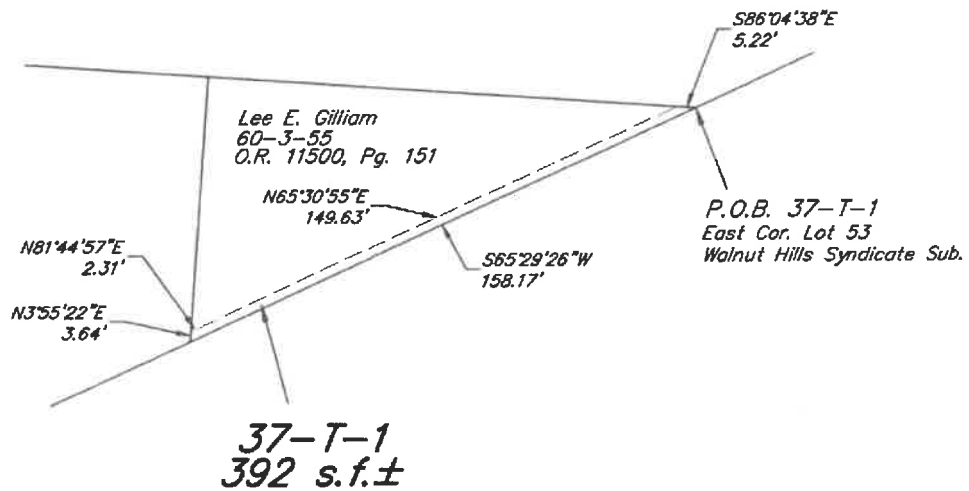 S86°04'38"E
5.22'
Lee E. Gilliam
60-3-55
O.R. 11500, Pg. 151
N65°30'55"E
149.63'
P.O.B. 37-T-1
East Cor. Lot 53
Walnut Hills Syndicate Sub.
N81°44'57"E
2.31'
S65°29'26"W
158.17'
N3°55'22"E
3.64'
37-T-1
392 s.f.±